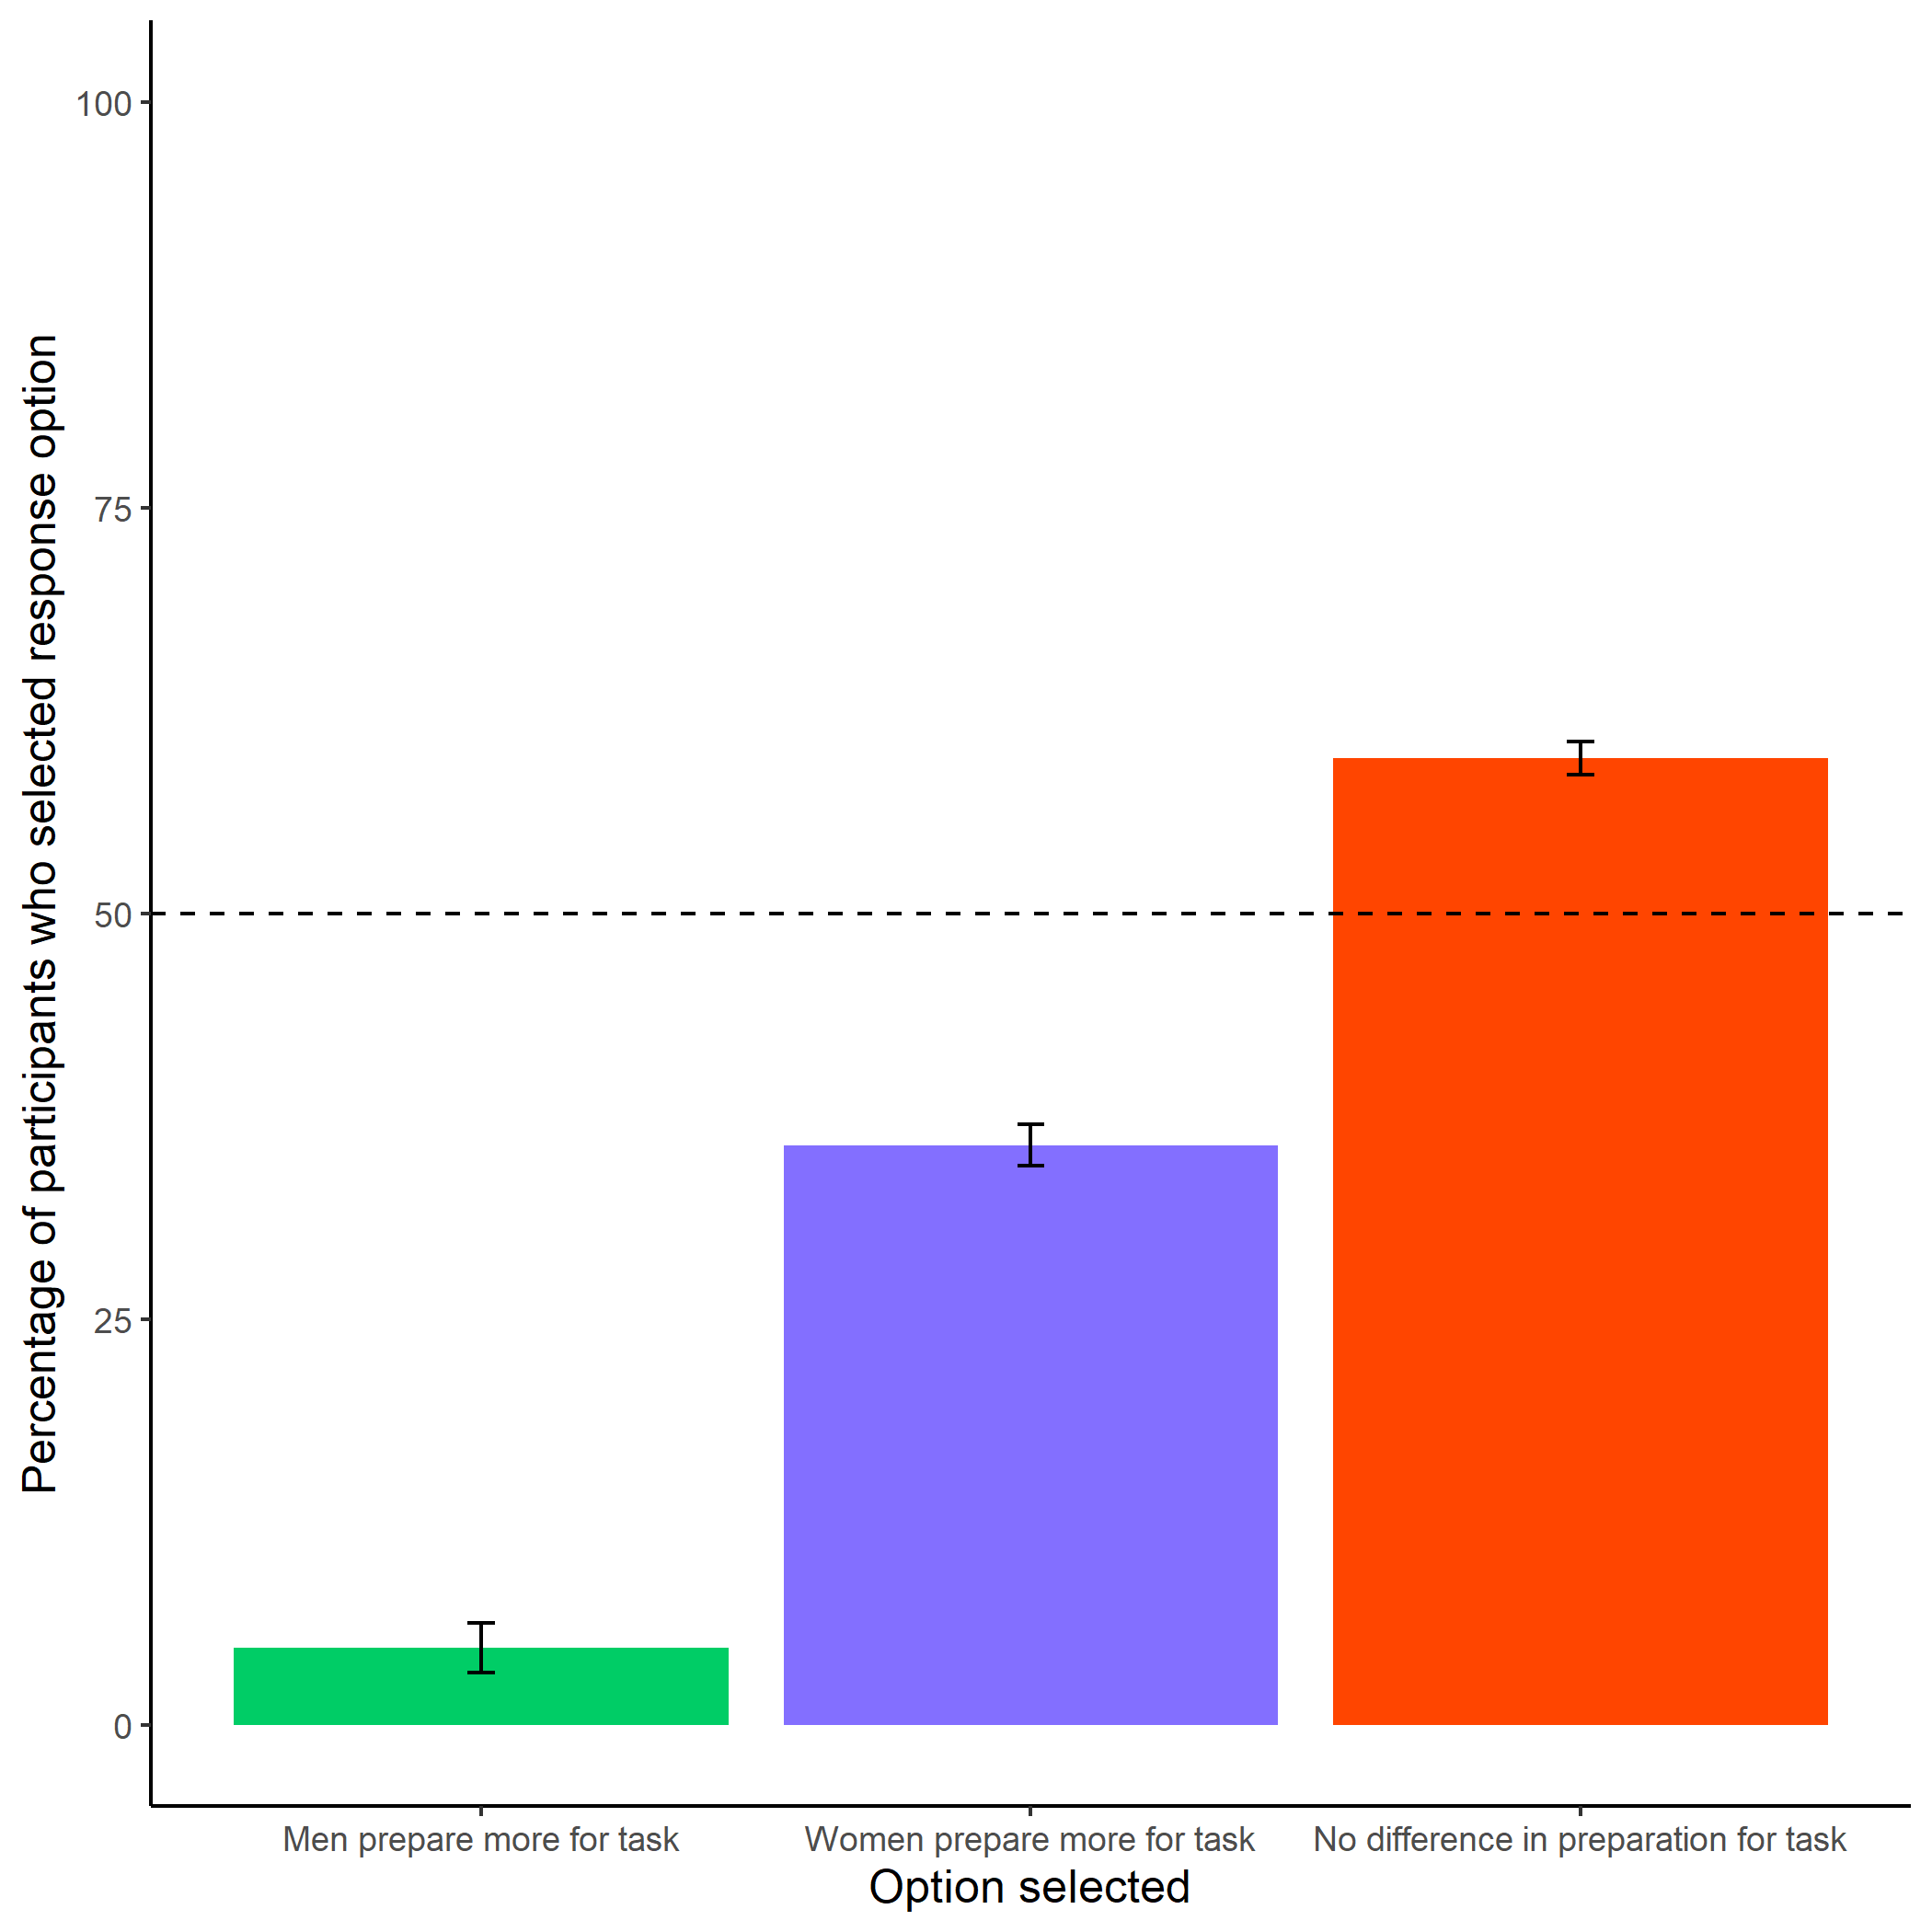 Percentage of participants who selected response option
100
75
50
25
0
Men prepare more for task
Women prepare more for task
No difference in preparation for task
Option selected